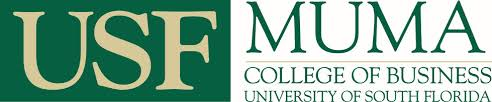 USF
MUMA
COLLEGE OF BUSINESS
UNIVERSITY OF SOUTH FLORIDA